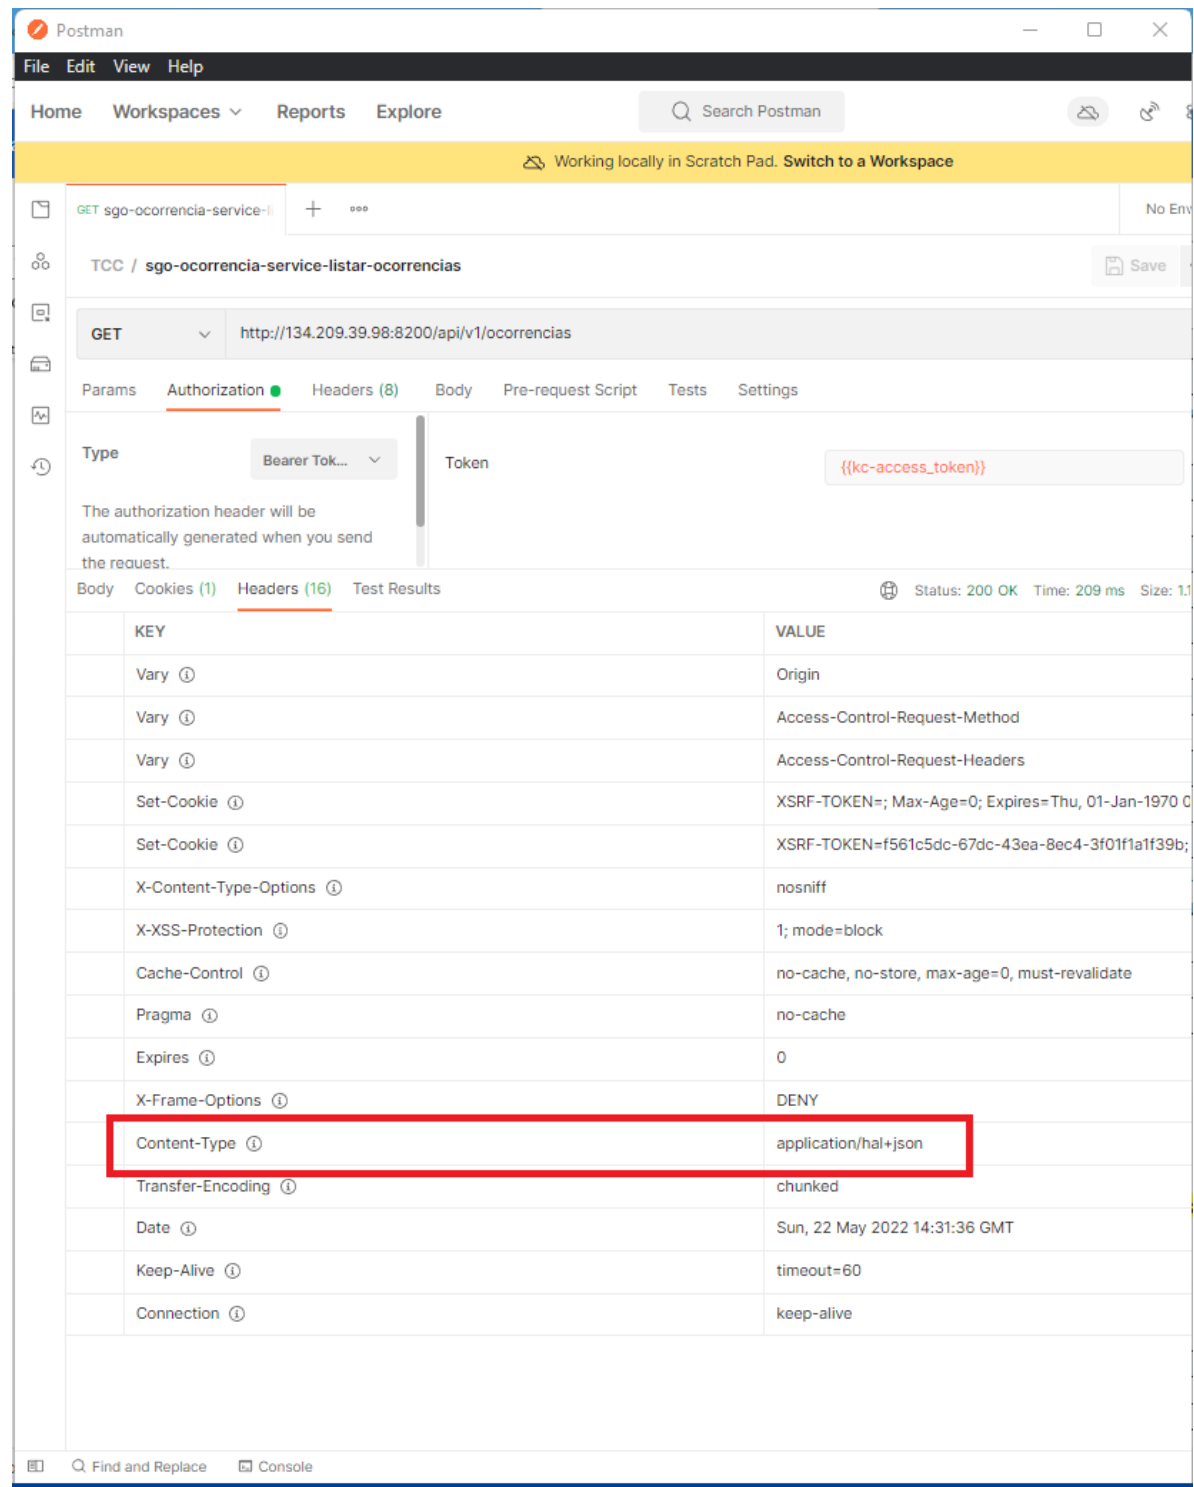 Postman
File Edit View Help
Home Workspaces Reports Explore Search Postman
Working locally in Scratch Pad. Switch to a Workspace
GET sgo-ocorrencia-service-li No Env
TCC / sgo-ocorrencia-service-listar-ocorrencias Save
GET http://134.209.39.98:8200/api/v1/ocorrencias
Params Authorization Headers (8) Body Pre-request Script Tests Settings
Type Bearer Tok... Token {{kc-access_token}}
The authorization header will be
automatically generated when you send
the request.
Body Cookies (1) Headers (16) Test Results Status: 200 OK Time: 209 ms Size: 1.1
KEY VALUE
Vary Origin
Vary Access-Control-Request-Method
Vary Access-Control-Request-Headers
Set-Cookie XSRF-TOKEN=; Max-Age=0; Expires=Thu, 01-Jan-1970 0
Set-Cookie XSRF-TOKEN=f561c5dc-67dc-43ea-8ec4-3f01f1a1f39b;
X-Content-Type-Options nosniff
X-XSS-Protection 1; mode=block
Cache-Control no-cache, no-store, max-age=0, must-revalidate
Pragma no-cache
Expires 0
X-Frame-Options DENY
Content-Type application/hal+json
Transfer-Encoding chunked
Date Sun, 22 May 2022 14:31:36 GMT
Keep-Alive timeout=60
Connection keep-alive
Find and Replace Console